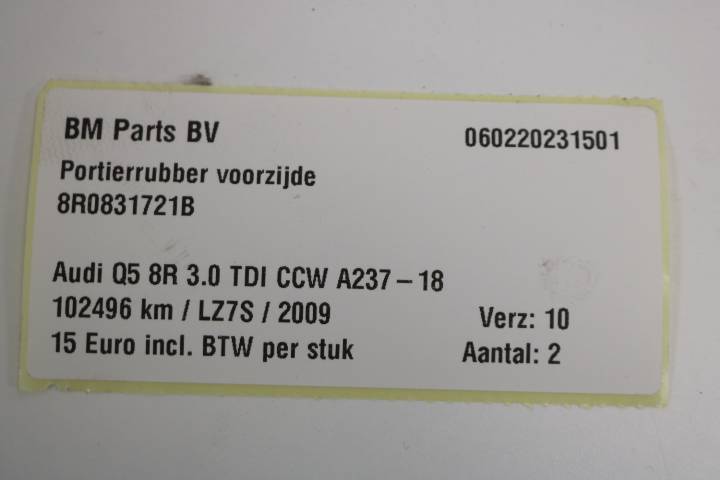 BM Parts BV 060220231501
Portierrubber voorzijde
8R0831721B
Audi Q5 8R 3.0 TDI CCW A237 – 18
102496 km / LZ7S / 2009 Verz: 10
15 Euro incl. BTW per stuk Aantal: 2